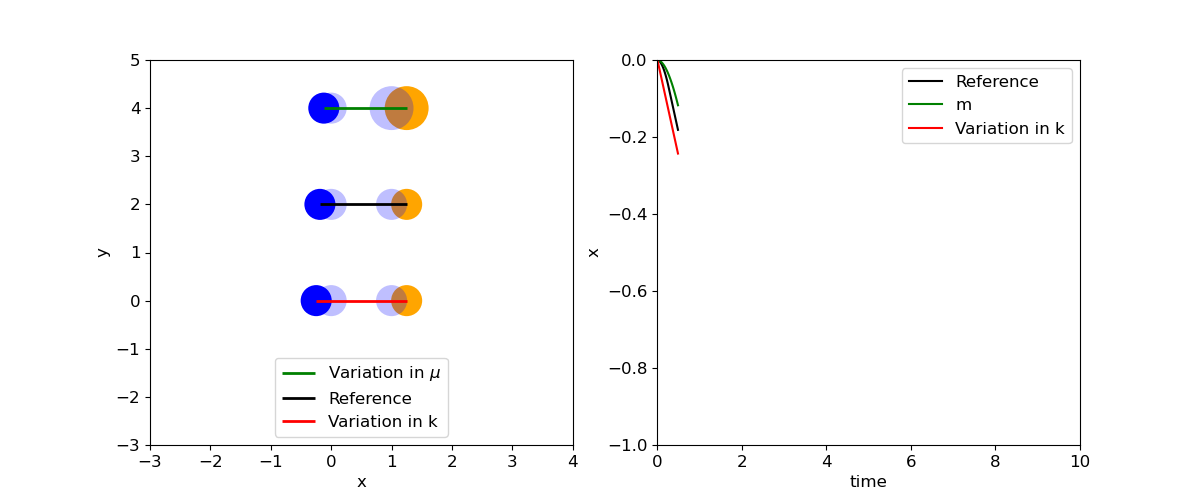 5
4
3
2
1
0
−1
−2
−3
y
−3 −2 −1 0 1 2 3 4
x
Variation in μ
Reference
Variation in k
0.0
−0.2
−0.4
−0.6
−0.8
−1.0
x
0 2 4 6 8 10
time
Reference
m
Variation in k